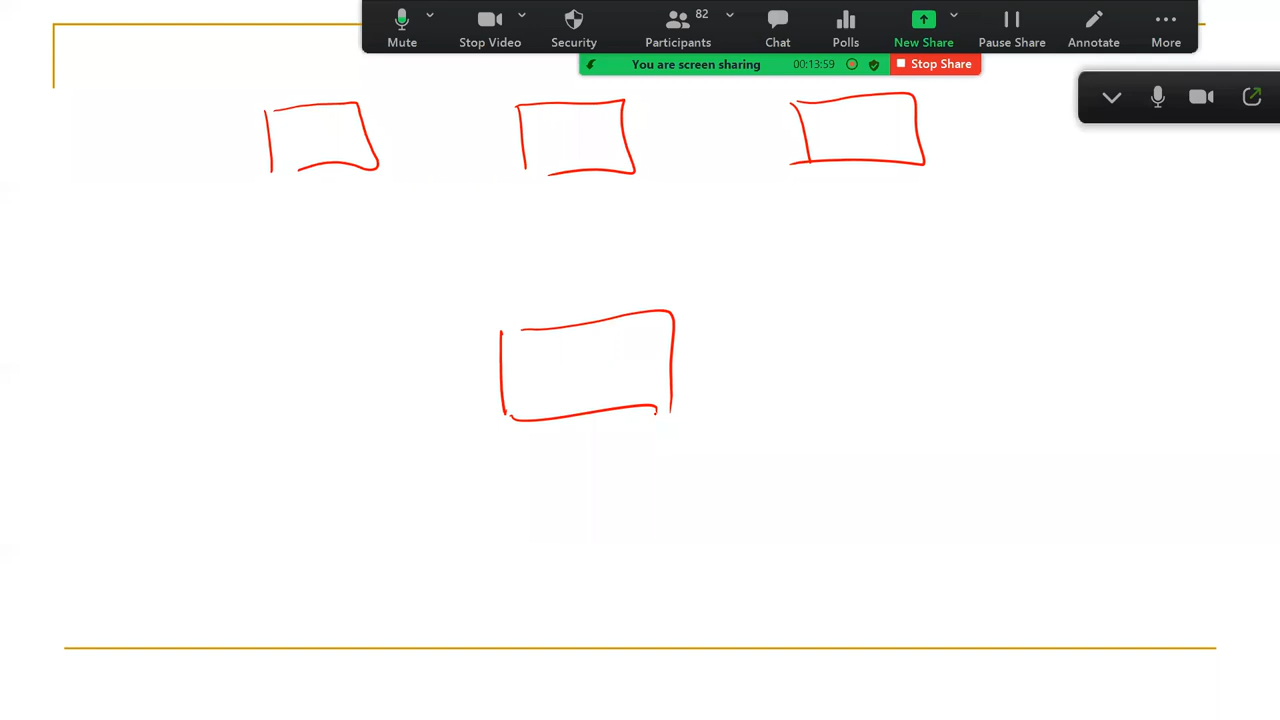 82
Mute Stop Video Security Participants Chat Polls New Share Pause Share Annotate More
You are screen sharing 00:13:59 Stop Share